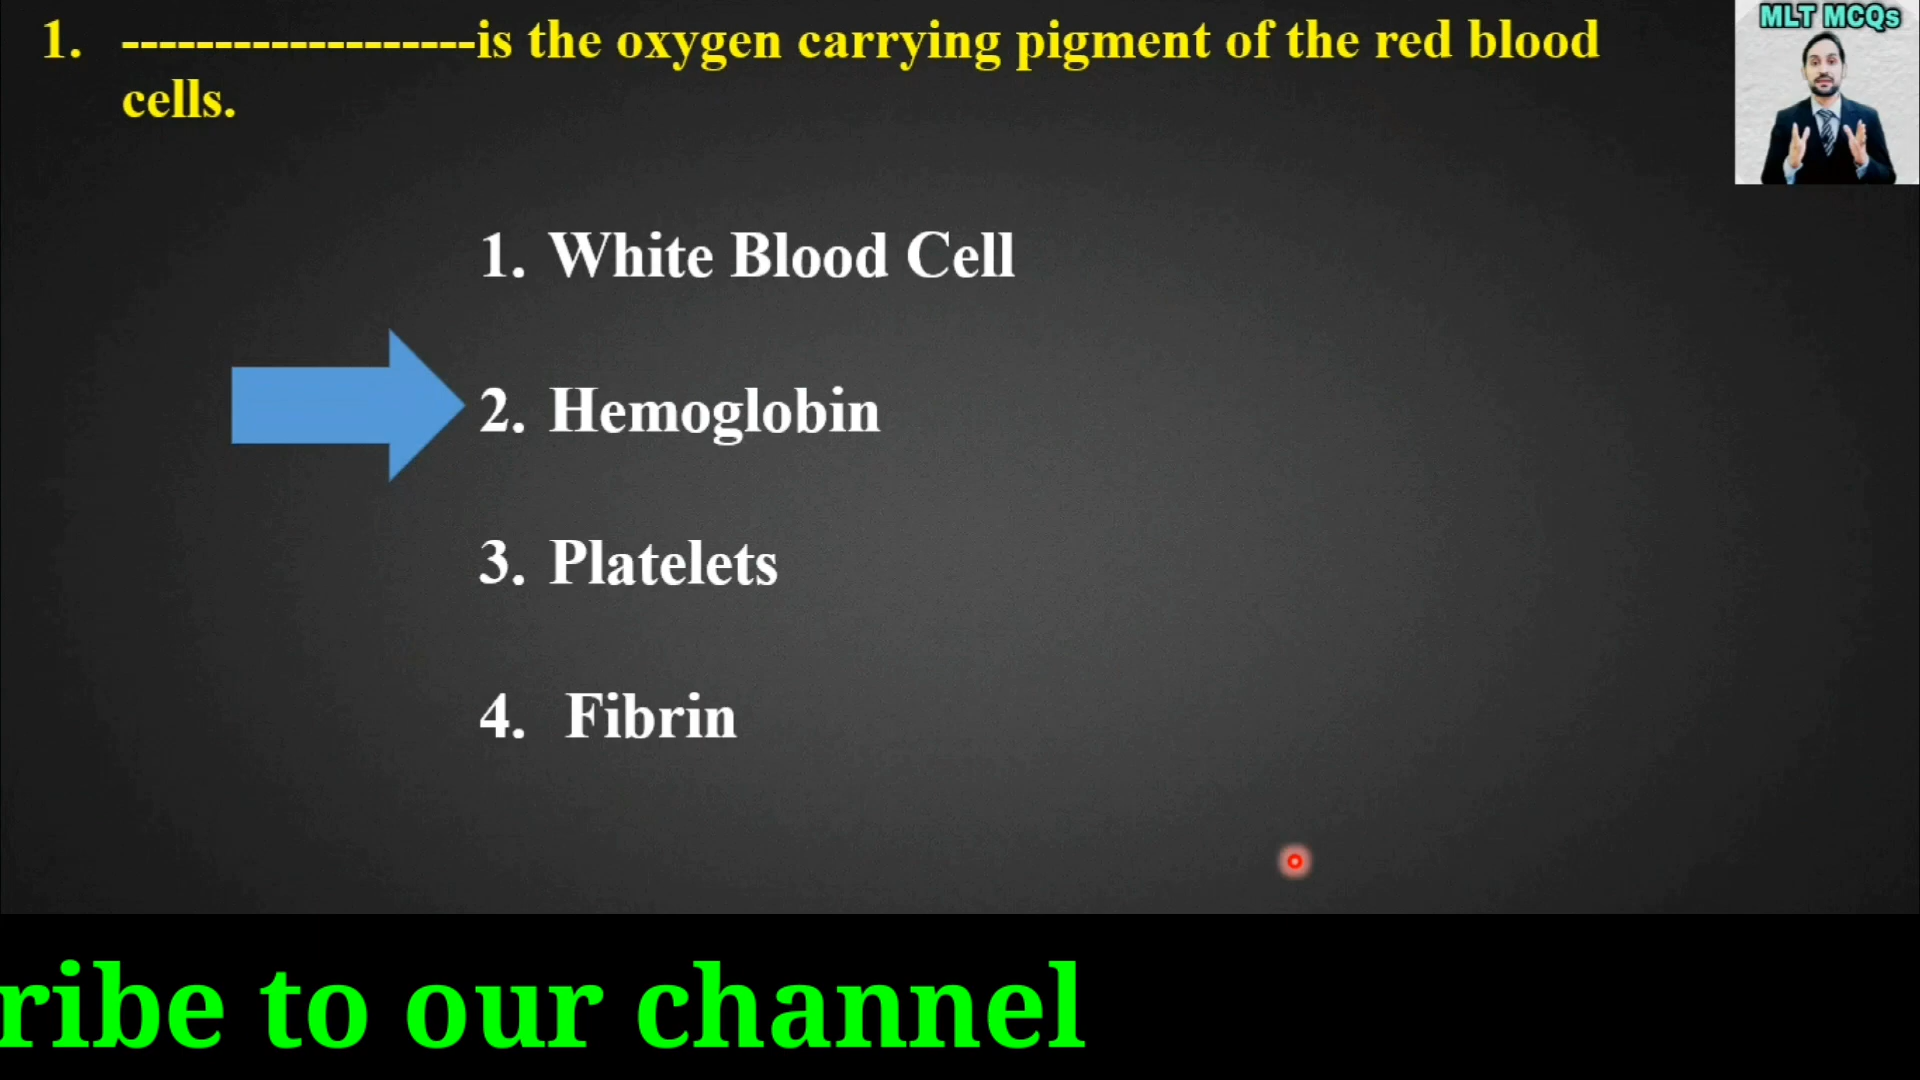 1. -------------------is the oxygen carrying pigment of the red blood
cells.
MLT MCQs
1. White Blood Cell
2. Hemoglobin
3. Platelets
4. Fibrin
ribe to our channel